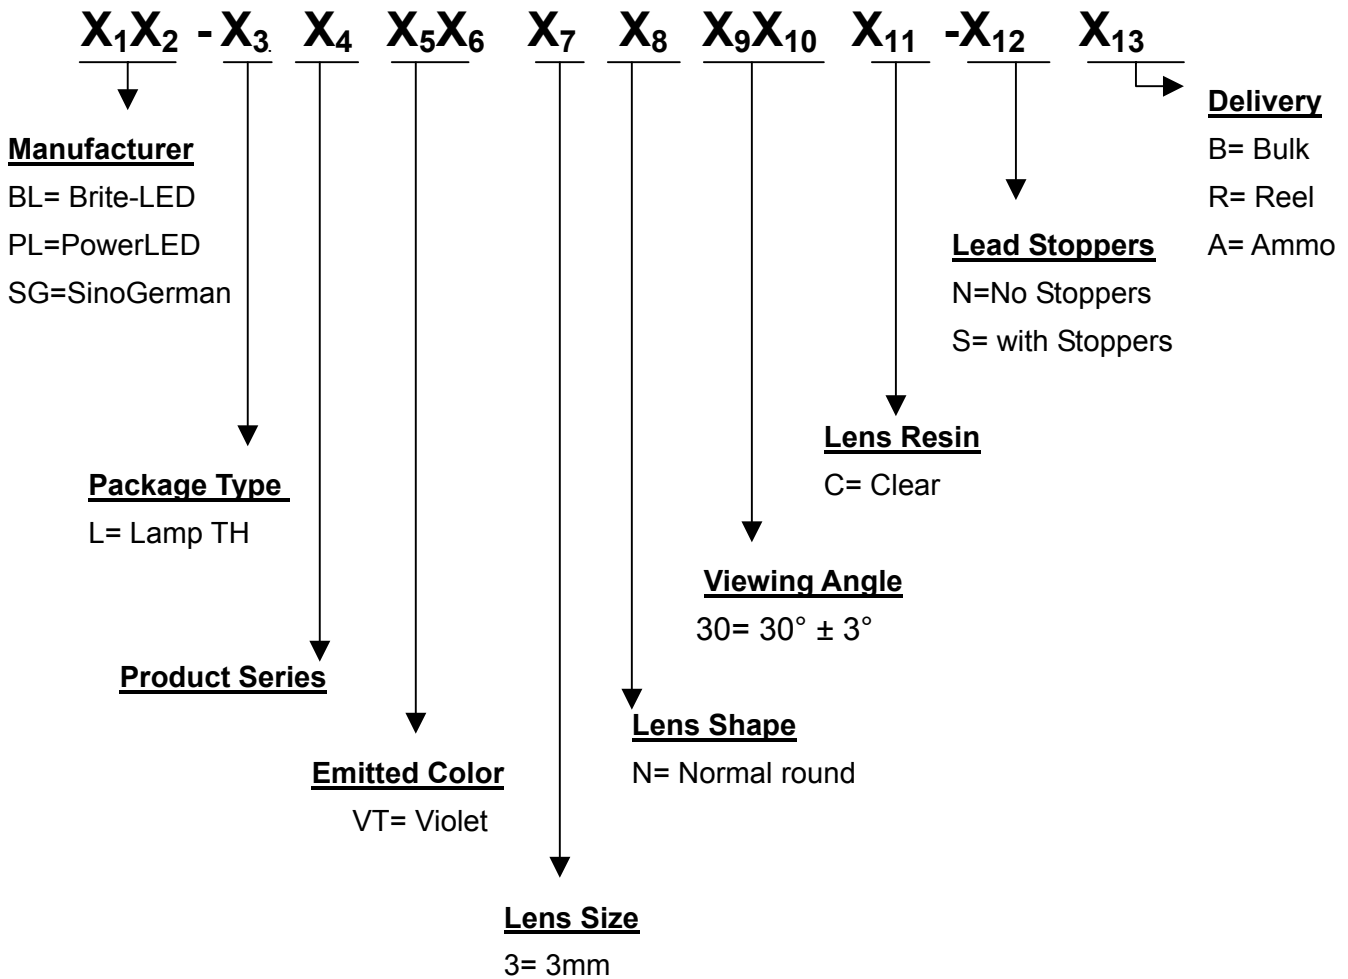 X₁X₂ - X₃ X₄ X₅X₆ X₇ X₈ X₉X₁₀ X₁₁ -X₁₂ X₁₃
Manufacturer
BL= Brite-LED
PL=PowerLED
SG=SinoGerman
Delivery
B= Bulk
R= Reel
A= Ammo
Lead Stoppers
N=No Stoppers
S= with Stoppers
Lens Resin
C= Clear
Package Type
L= Lamp TH
Viewing Angle
30= 30° ± 3°
Product Series
Lens Shape
N= Normal round
Emitted Color
VT= Violet
Lens Size
3= 3mm